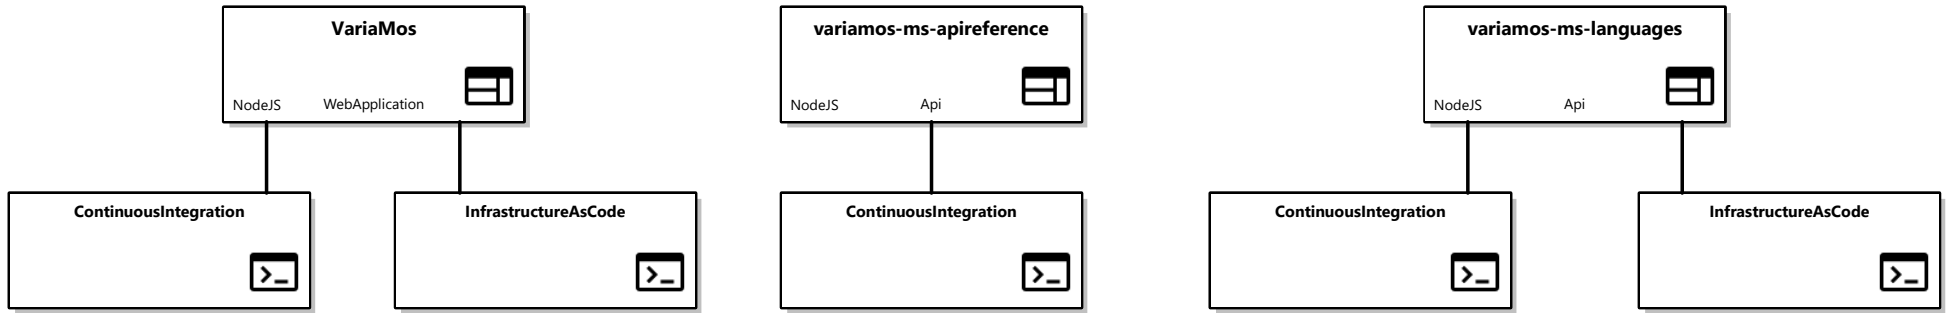 VariaMos
NodeJS WebApplication
ContinuousIntegration
InfrastructureAsCode
variamos-ms-apireference
NodeJS Api
ContinuousIntegration
variamos-ms-languages
NodeJS Api
ContinuousIntegration
InfrastructureAsCode